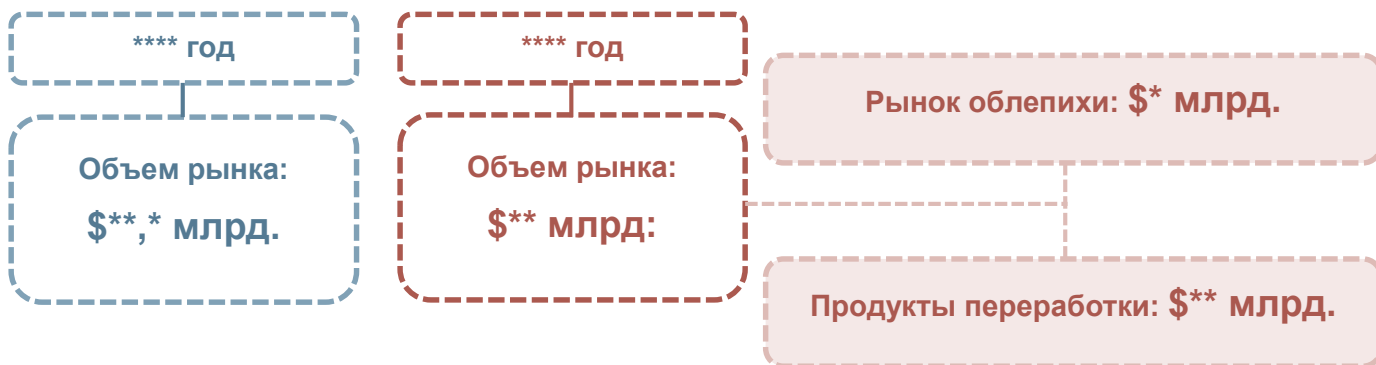 **** год
Объем рынка:
$**,* млрд.
**** год
Объем рынка:
$** млрд:
Рынок облепихи: $* млрд.
Продукты переработки: $** млрд.